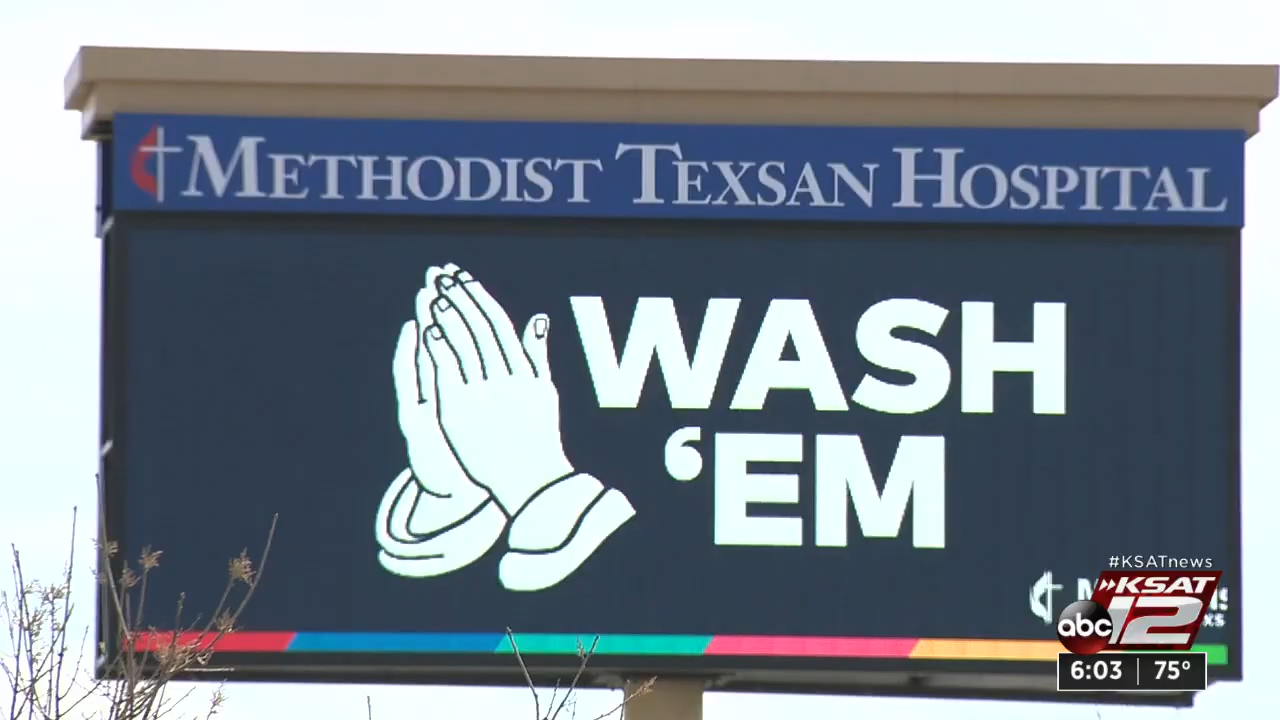 METHODIST TEXSAN HOSPITAL
WASH
‘EM
#KSATnews
KSAT
abc 12
6:03 75°